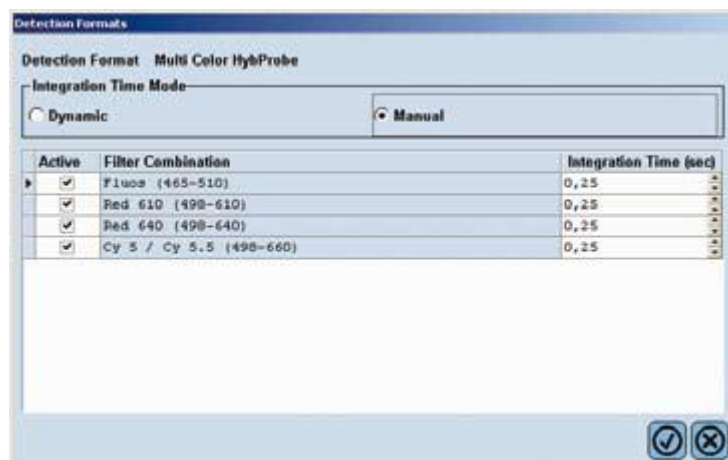 Detection Formats
Detection Format Multi Color HybProbe
Integration Time Mode
Dynamic Manual
Active Filter Combination Integration Time (sec)
Fluos (465-510) 0,25
Red 610 (498-610) 0,25
Red 640 (498-640) 0,25
Cy 5 / Cy 5.5 (498-660) 0,25